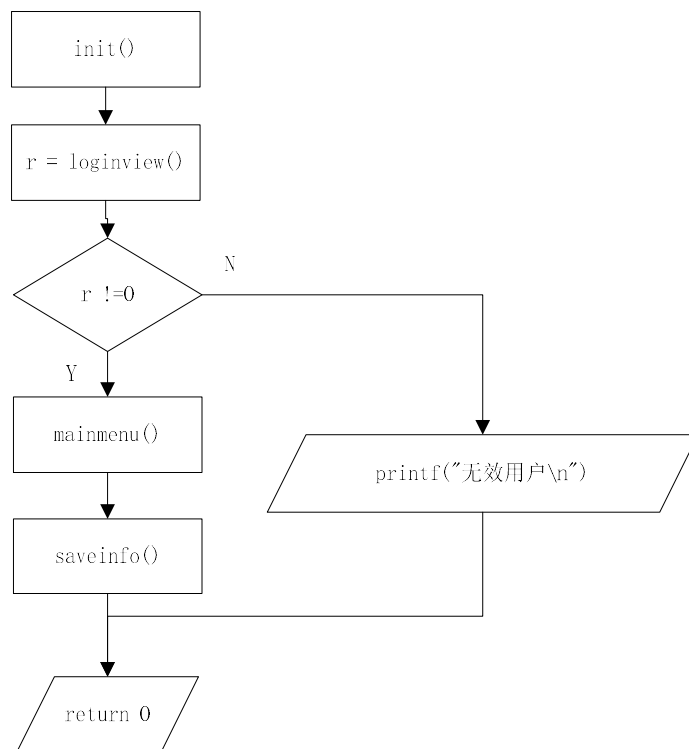 init()
r = loginview()
N
r !=0
Y
mainmenu()
printf("无效用户\n")
saveinfo()
return 0